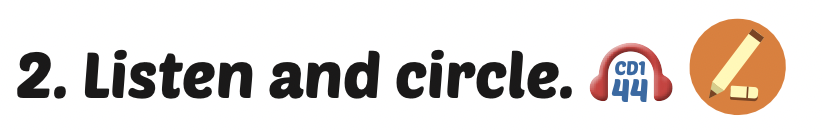 2. Listen and circle. CD1
44